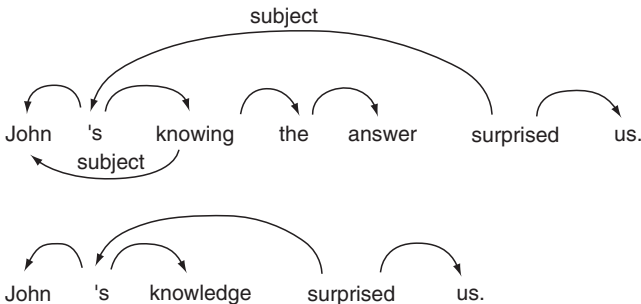 subject
John 's knowing the answer surprised us.
subject
John 's knowledge surprised us.